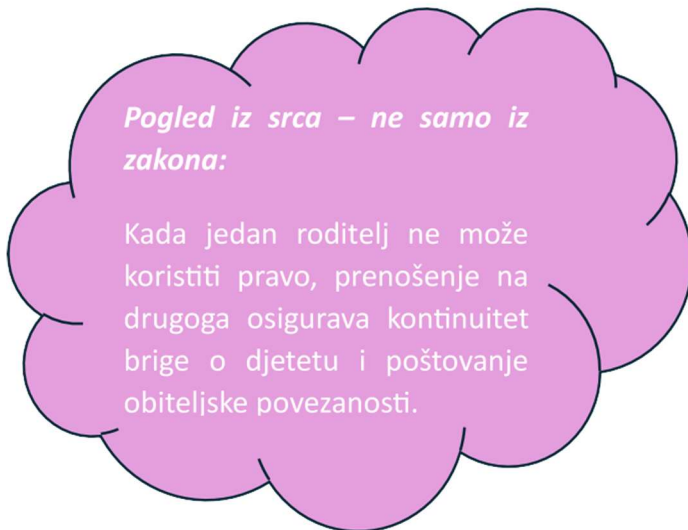 Pogled iz srca – ne samo iz
zakona:
Kada jedan roditelj ne može
koristiti pravo, prenošenje na
drugoga osigurava kontinuitet
brige o djetetu i poštovanje
obiteljske povezanosti.